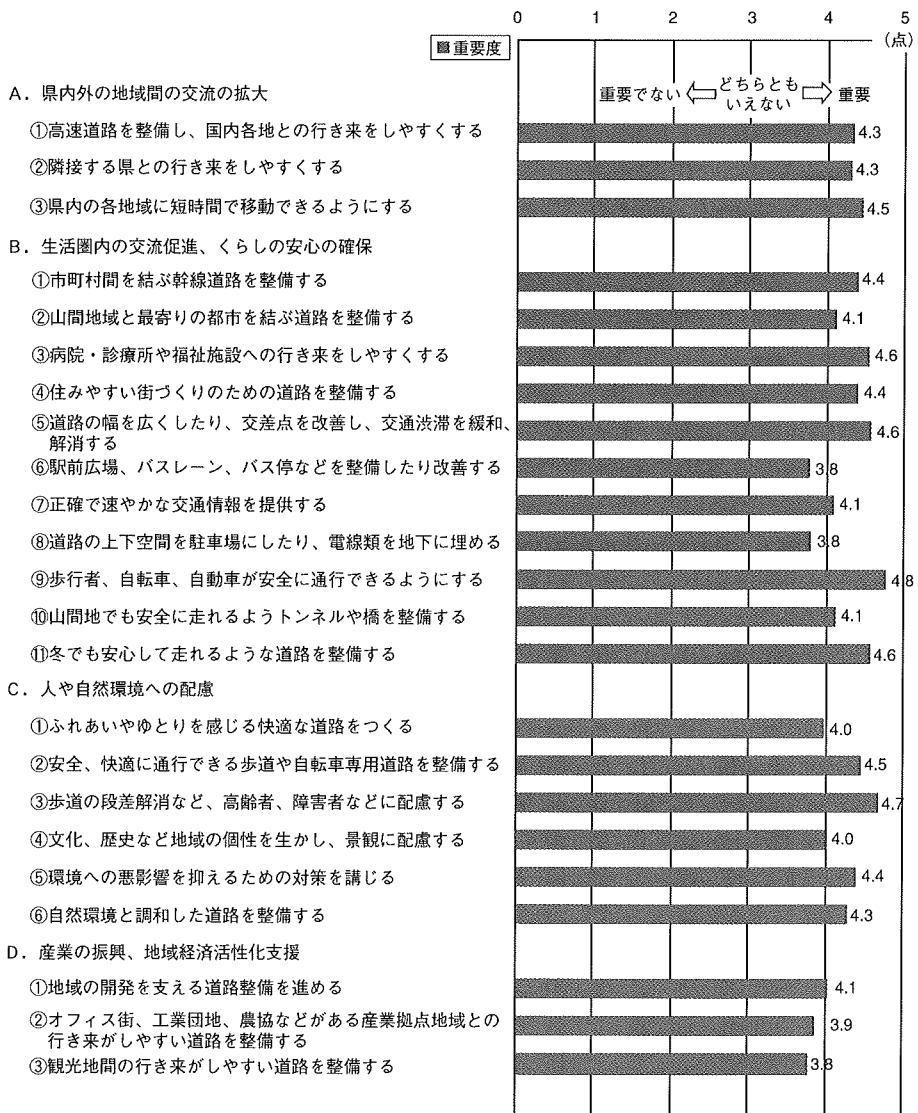 0 1 2 3 4 5
(点)
重要度
重要でない どちらとも 重要
いえない
A．県内外の地域間の交流の拡大
①高速道路を整備し、国内各地との行き来をしやすくする 4.3
②隣接する県との行き来をしやすくする 4.3
③県内の各地域に短時間で移動できるようにする 4.5
B．生活圏内の交流促進、くらしの安心の確保
①市町村間を結ぶ幹線道路を整備する 4.4
②山間地域と最寄りの都市を結ぶ道路を整備する 4.1
③病院・診療所や福祉施設への行き来をしやすくする 4.6
④住みやすい街づくりのための道路を整備する 4.4
⑤道路の幅を広くしたり、交差点を改善し、交通渋滞を緩和、
解消する 4.6
⑥駅前広場、バスレーン、バス停などを整備したり改善する 3.8
⑦正確で速やかな交通情報を提供する 4.1
⑧道路の上下空間を駐車場にしたり、電線類を地下に埋める 3.8
⑨歩行者、自転車、自動車が安全に通行できるようにする 4.8
⑩山間地でも安全に走れるようトンネルや橋を整備する 4.1
⑪冬でも安心して走れるような道路を整備する 4.6
C．人や自然環境への配慮
①ふれあいやゆとりを感じる快適な道路をつくる 4.0
②安全、快適に通行できる歩道や自転車専用道路を整備する 4.5
③歩道の段差解消など、高齢者、障害者などに配慮する 4.7
④文化、歴史など地域の個性を生かし、景観に配慮する 4.0
⑤環境への悪影響を抑えるための対策を講じる 4.4
⑥自然環境と調和した道路を整備する 4.3
D．産業の振興、地域経済活性化支援
①地域の開発を支える道路整備を進める 4.1
②オフィス街、工業団地、農協などがある産業拠点地域との
行き来がしやすい道路を整備する 3.9
③観光地間の行き来がしやすい道路を整備する 3.8